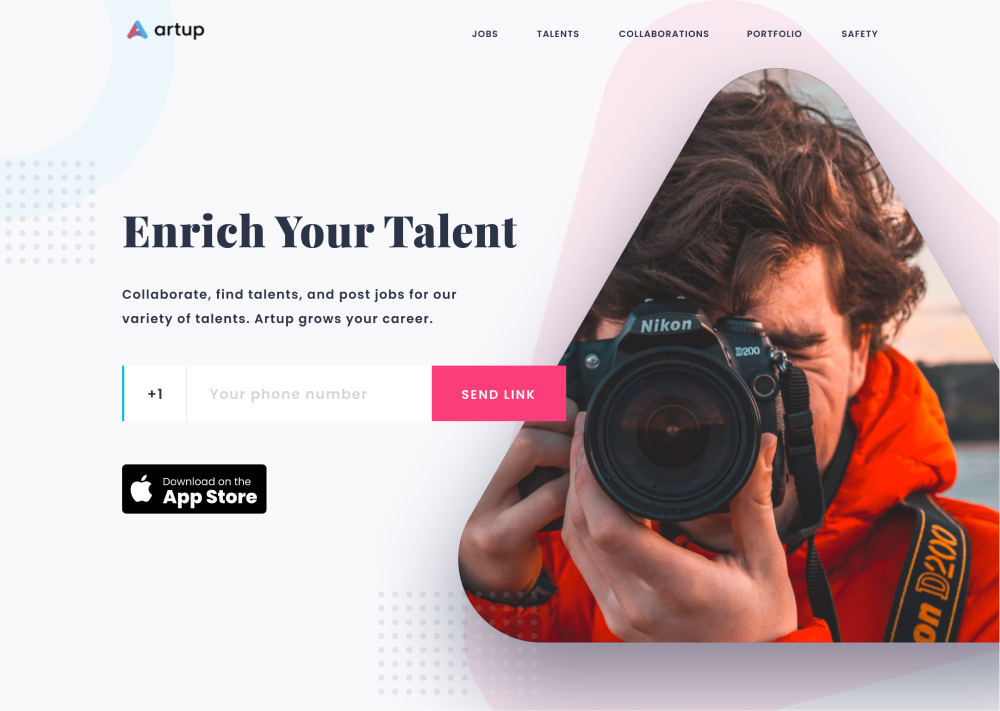 artup
JOBS
TALENTS
COLLABORATIONS
PORTFOLIO
SAFETY
Enrich Your Talent
Collaborate, find talents, and post jobs for our
variety of talents. Artup grows your career.
+1
Your phone number
SEND LINK
Download on the
App Store
Nikon
D200
on D200